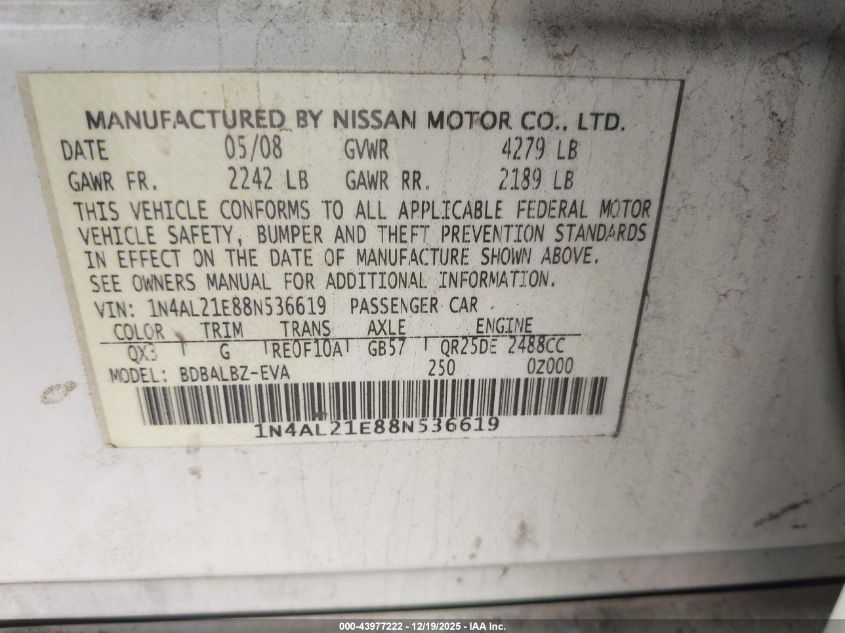 MANUFACTURED BY NISSAN MOTOR CO., LTD.
DATE 05/08 GVWR 4279 LB
GAWR FR. 2242 LB GAWR RR. 2189 LB
THIS VEHICLE CONFORMS TO ALL APPLICABLE FEDERAL MOTOR
VEHICLE SAFETY, BUMPER AND THEFT PREVENTION STANDARDS
IN EFFECT ON THE DATE OF MANUFACTURE SHOWN ABOVE.
SEE OWNERS MANUAL FOR ADDITIONAL INFORMATION.
VIN: 1N4AL21E88N536619 PASSENGER CAR
COLOR TRIM TRANS AXLE ENGINE
QX3 G RE0F10A GB57 QR25DE 2488CC
MODEL: BDBALBZ-EVA 250 0Z000
1N4AL21E88N536619
000-43977222 - 12/19/2025 - IAA Inc.